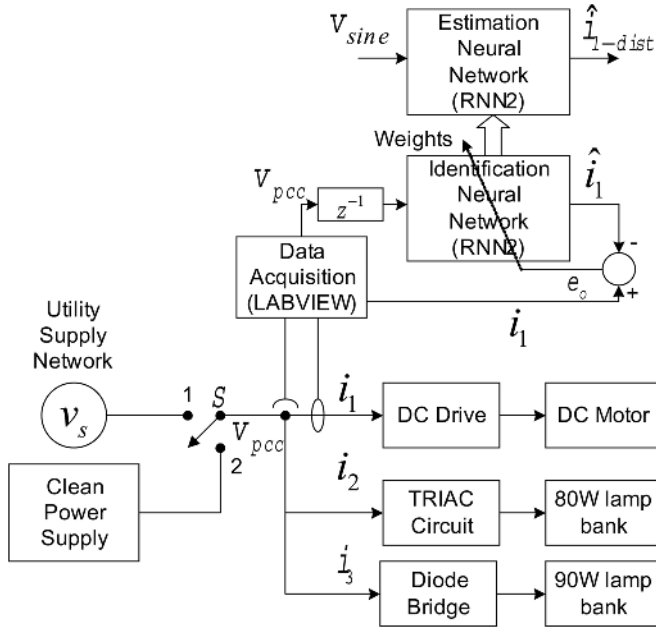 V_sine
Estimation
Neural
Network
(RNN2)
î_1-dist
Weights
V_pcc
z⁻¹
Identification
Neural
Network
(RNN2)
î_1
-
+
e_o
Data
Acquisition
(LABVIEW)
i_1
Utility
Supply
Network
v_s
1
S
2
V_pcc
Clean
Power
Supply
i_1
DC Drive
DC Motor
i_2
TRIAC
Circuit
80W lamp
bank
i_3
Diode
Bridge
90W lamp
bank